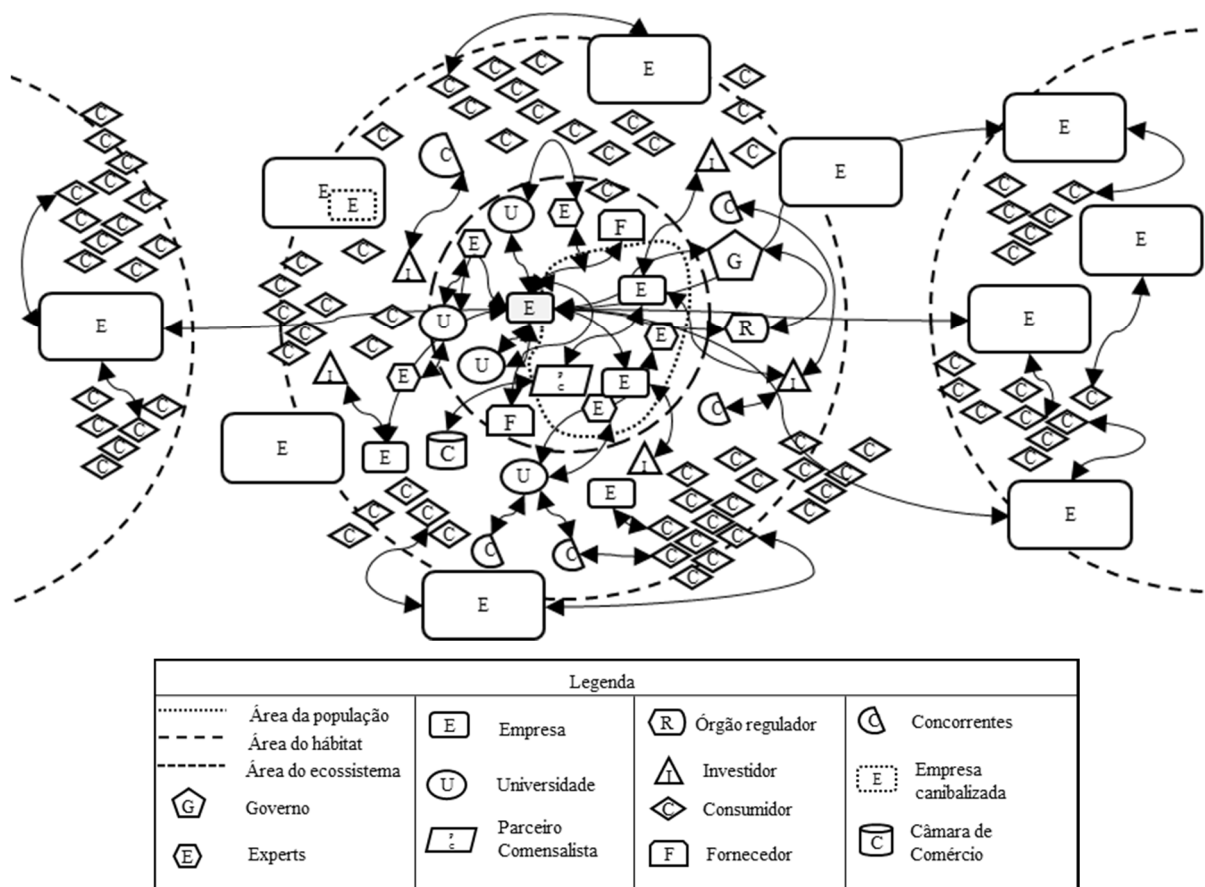 E
C C C
C C
C C C
C E
C C C
C C C C
C C I C E
E E C C C
C C C
U E C C C
C C F C C
C E C E
C C I G C
C C E E
C C E E
C C C U E R E
C C E
I U E E I C
C C E P C E C C C
C C F C C C
C C C C
E E C U I C C C
C C C C C
C C E C C E
C C C C
C C C C C
C
E
Legenda
Área da população
Área do hábitat
Área do ecossistema
G Governo
E Experts
E Empresa
U Universidade
P C Parceiro
Comensalista
R Órgão regulador
I Investidor
C Consumidor
F Fornecedor
C Concorrentes
E Empresa
canibalizada
C Câmara de
Comércio